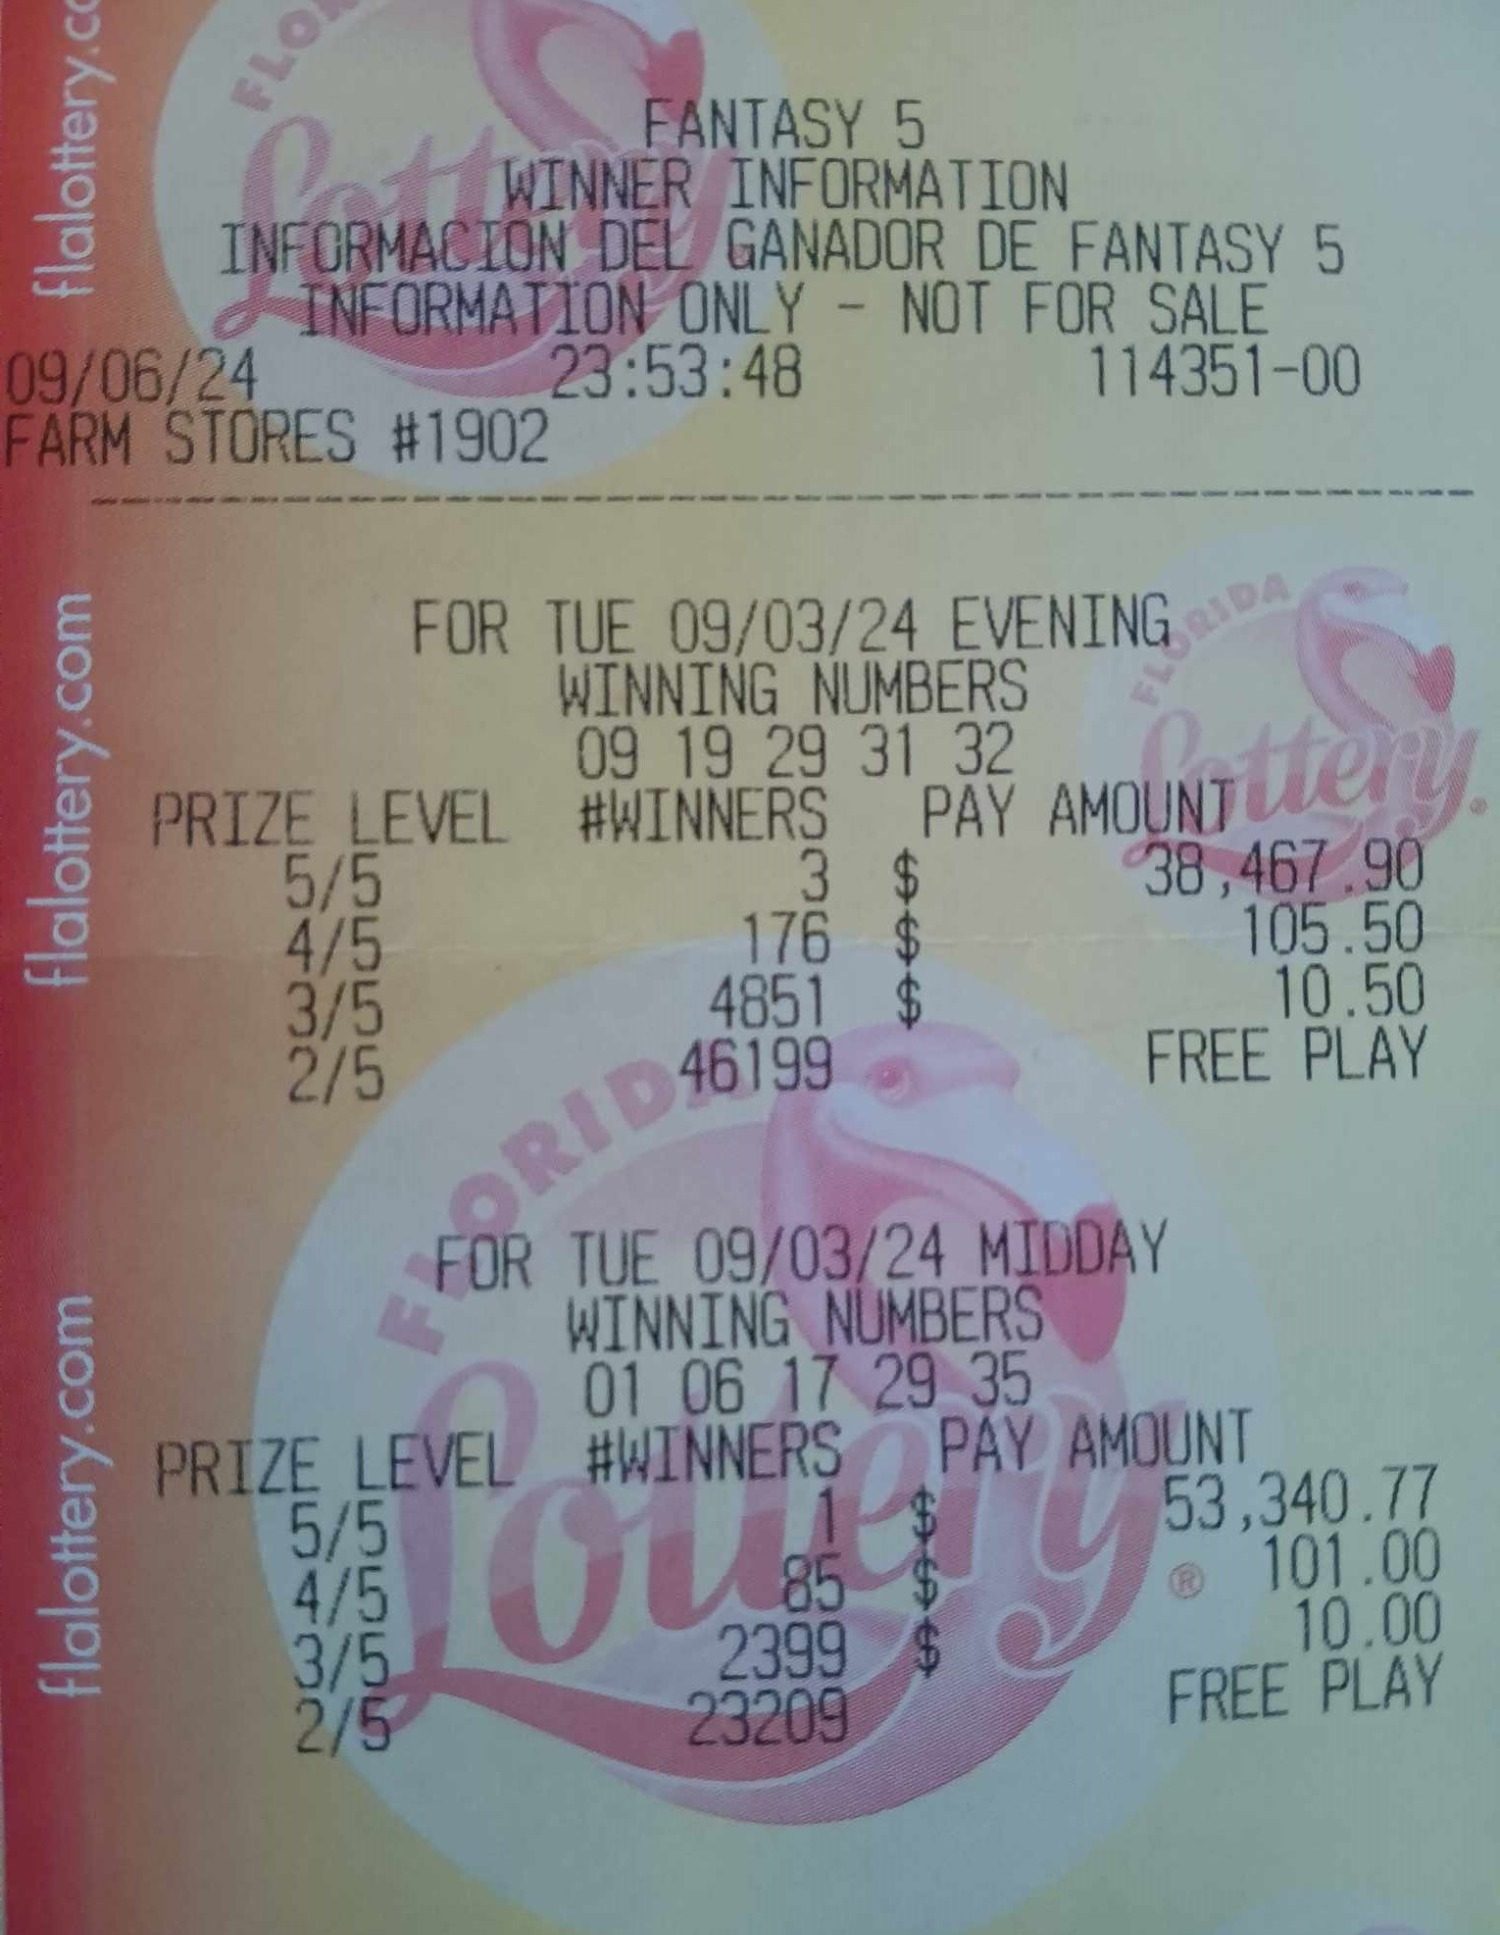 flalottery.co
FLOR
Lottery
FANTASY 5
WINNER INFORMATION
INFORMACION DEL GANADOR DE FANTASY 5
INFORMATION ONLY - NOT FOR SALE
09/06/24 23:53:48 114351-00
FARM STORES #1902
flalottery.com
FLORIDA
Lottery.
FOR TUE 09/03/24 EVENING
WINNING NUMBERS
09 19 29 31 32
PRIZE LEVEL #WINNERS PAY AMOUNT
5/5 3 $ 38,467.90
4/5 176 $ 105.50
3/5 4851 $ 10.50
2/5 46199 FREE PLAY
flalottery.com
FLORIDA
Lottery ®
FOR TUE 09/03/24 MIDDAY
WINNING NUMBERS
01 06 17 29 35
PRIZE LEVEL #WINNERS PAY AMOUNT
5/5 1 $ 53,340.77
4/5 85 $ 101.00
3/5 2399 $ 10.00
2/5 23209 FREE PLAY